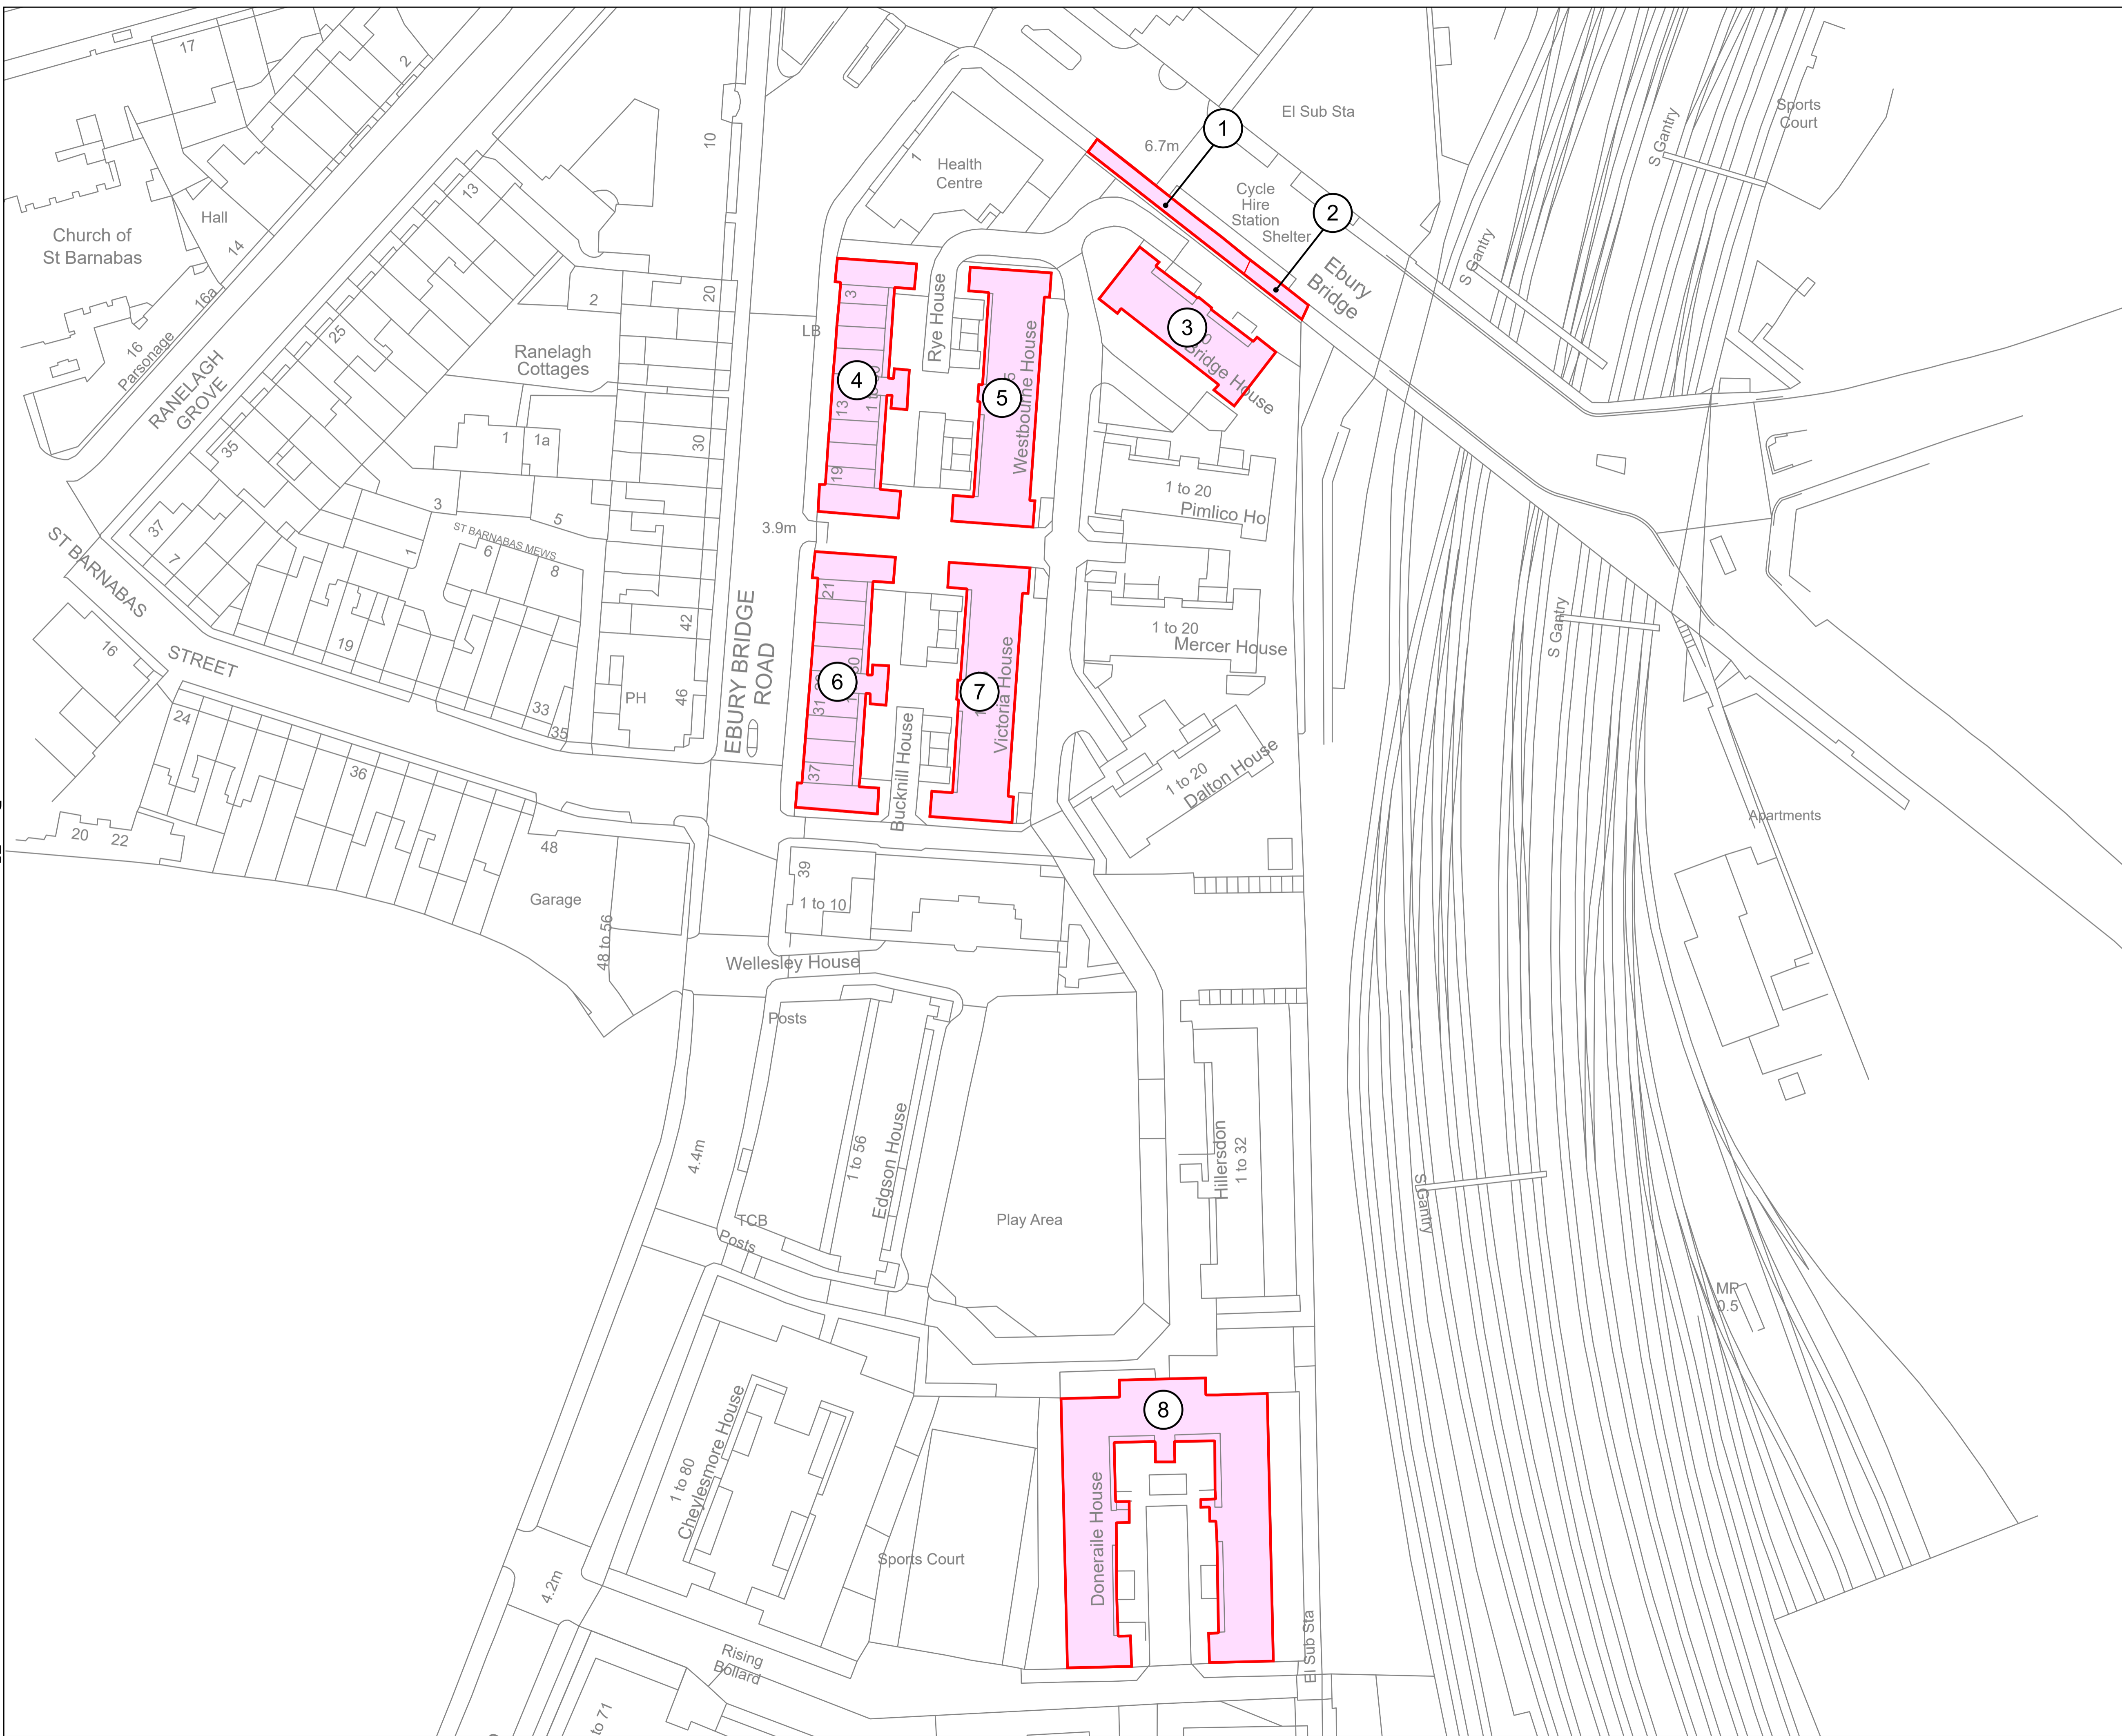 17
2
10
El Sub Sta
Sports
Court
S Gantry
1
6.7m
1
Health
Centre
Cycle
Hire
Station
Shelter
2
13
Hall
14
Church of
St Barnabas
16a
16
Parsonage
RANELAGH
GROVE
25
2
20
Ranelagh
Cottages
LB
3
Rye House
Westbourne House
3
Bridge House
Ebury
Bridge
S Gantry
4
5
13
19
35
1
1a
30
3
5
ST BARNABAS MEWS
6
8
1
37
7
ST BARNABAS
STREET
3.9m
1 to 20
Pimlico Ho
1 to 20
Mercer House
S Gantry
16
19
33
35
PH
42
46
EBURY BRIDGE
ROAD
21
6
31
37
7
Victoria House
Bucknill House
1 to 20
Dalton House
24
36
20
22
48
Garage
48 to 56
39
1 to 10
Wellesley House
Apartments
Posts
4.4m
1 to 56
Edgson House
TCB
Posts
Play Area
Hillersdon
1 to 32
S Gantry
MP
0.5
8
Doneraile House
1 to 80
Cheylesmore House
Sports Court
4.2m
Rising
Bollard
El Sub Sta
to 71